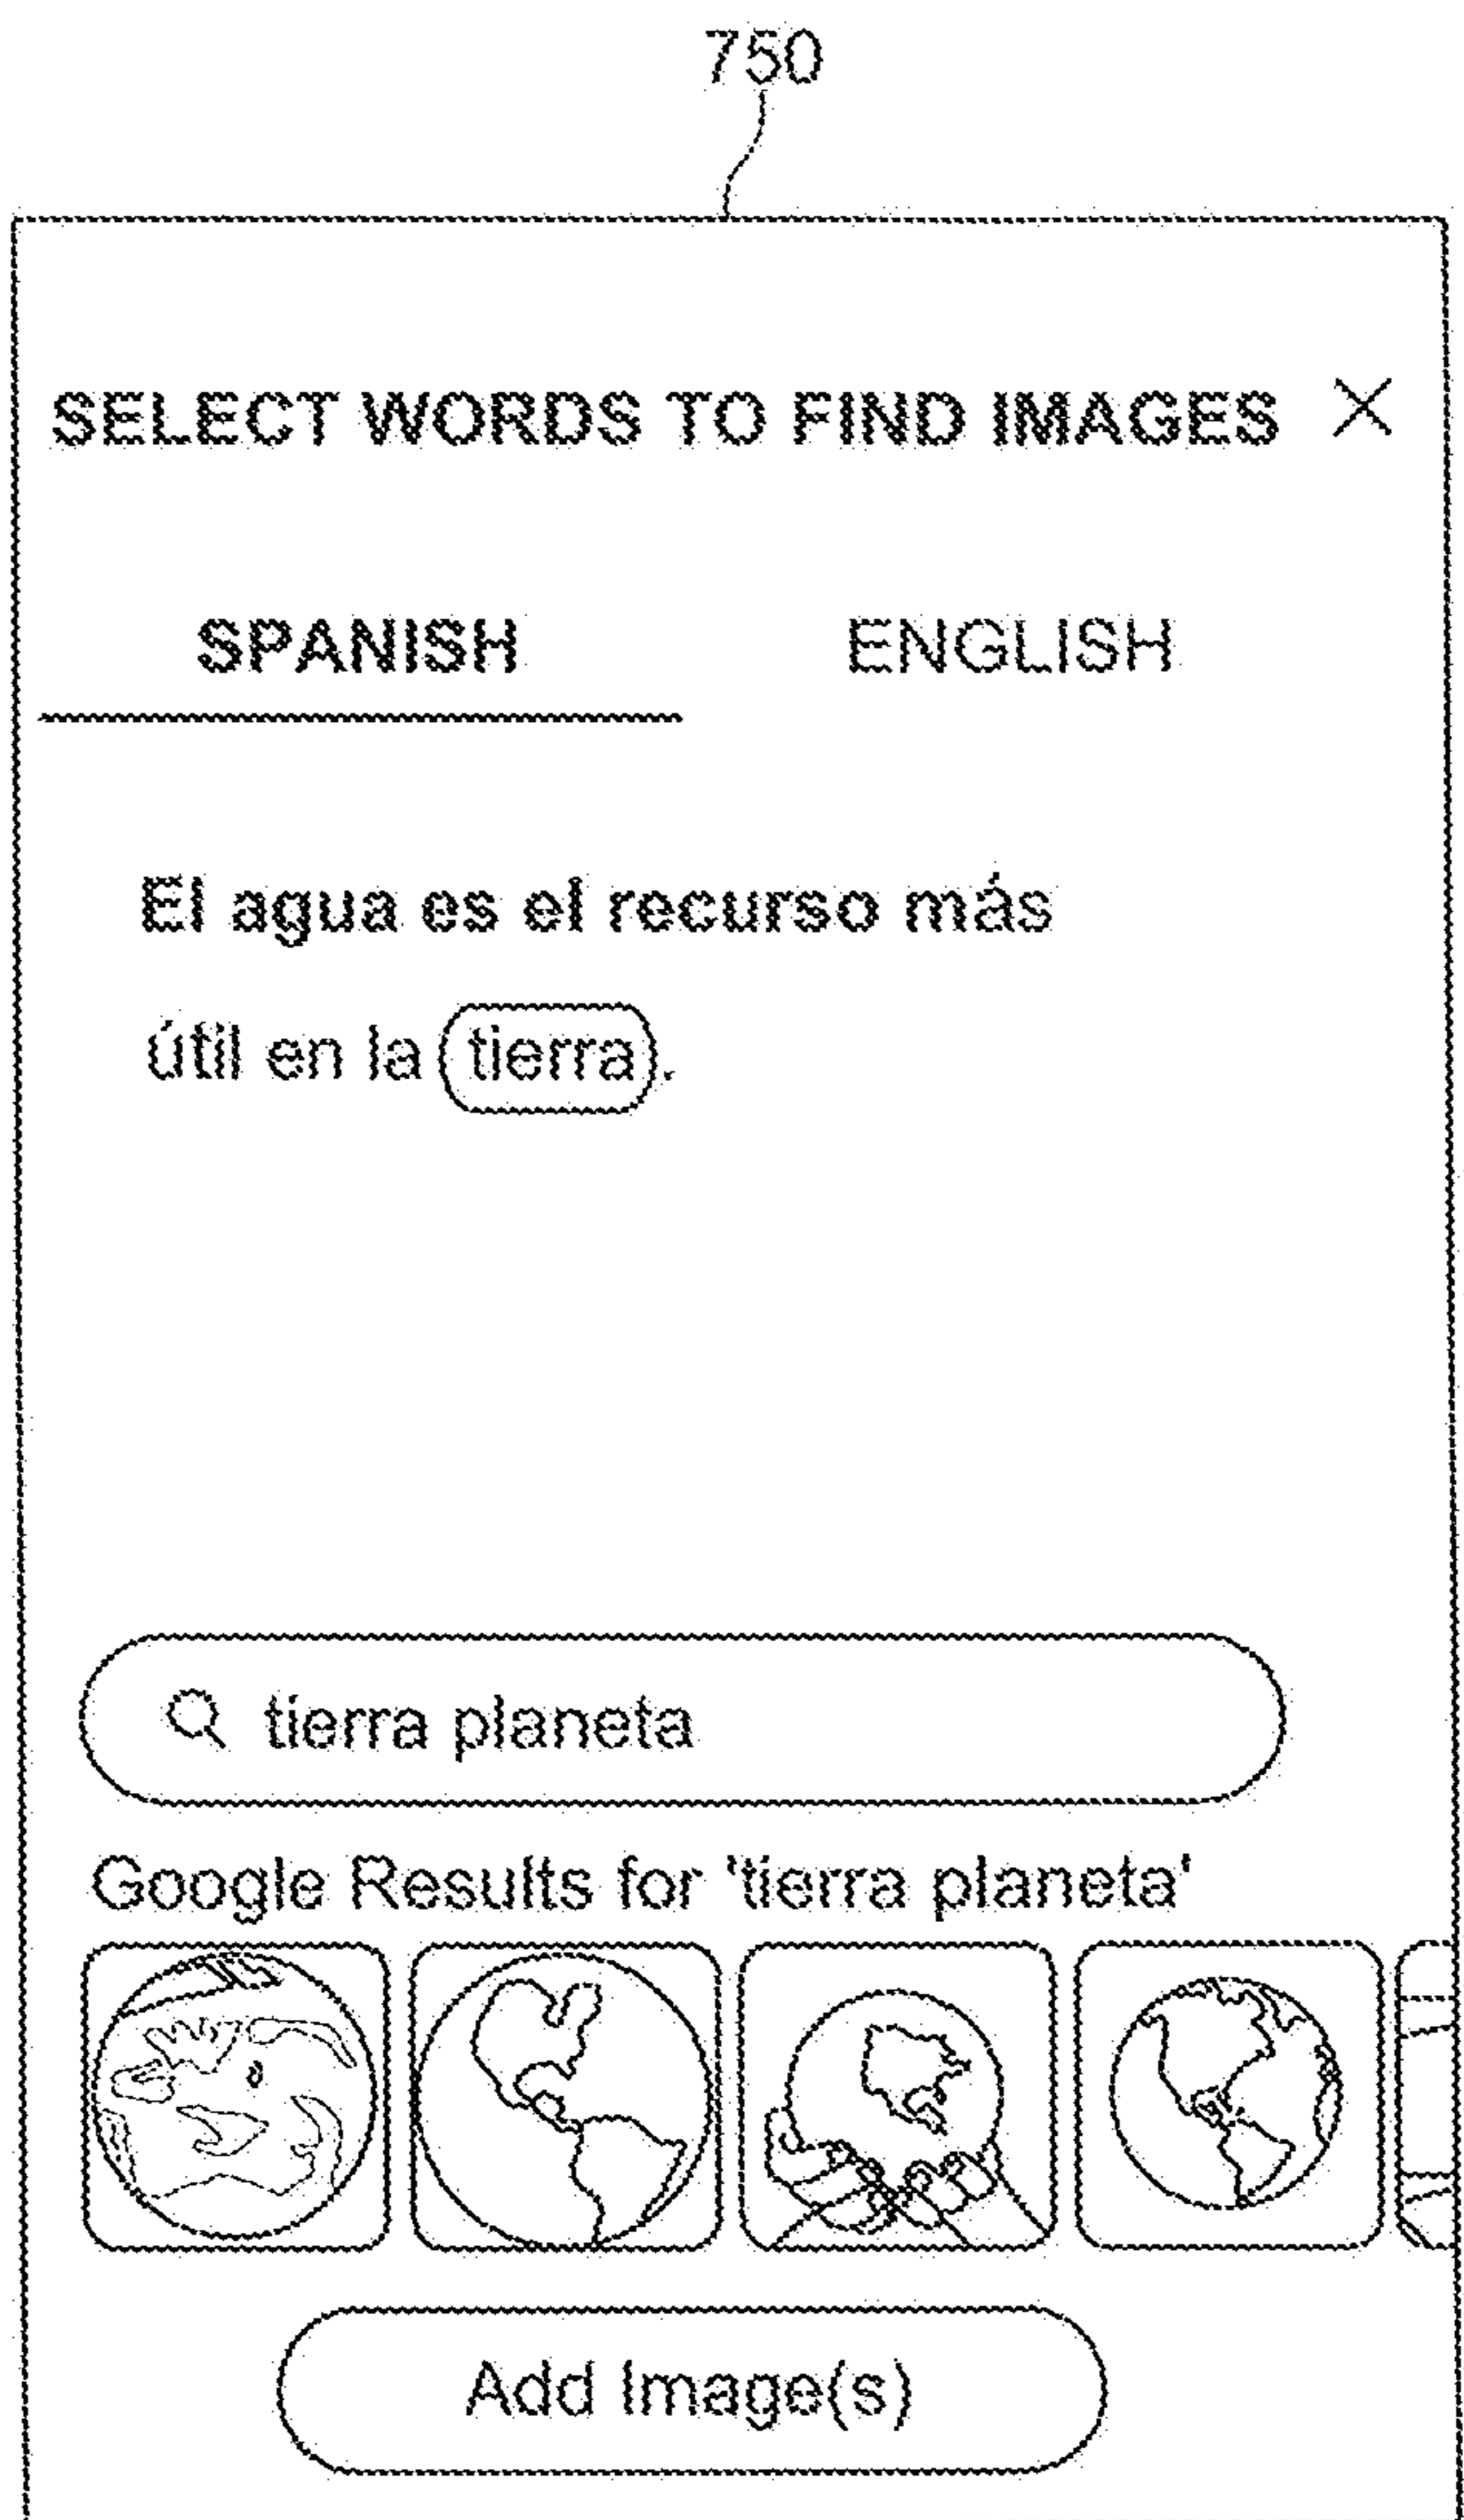 750
SELECT WORDS TO FIND IMAGES
SPANISH ENGLISH
El agua es el recurso más
útil en la tierra.
tierra planeta
Google Results for 'tierra planeta'
Add Image(s)